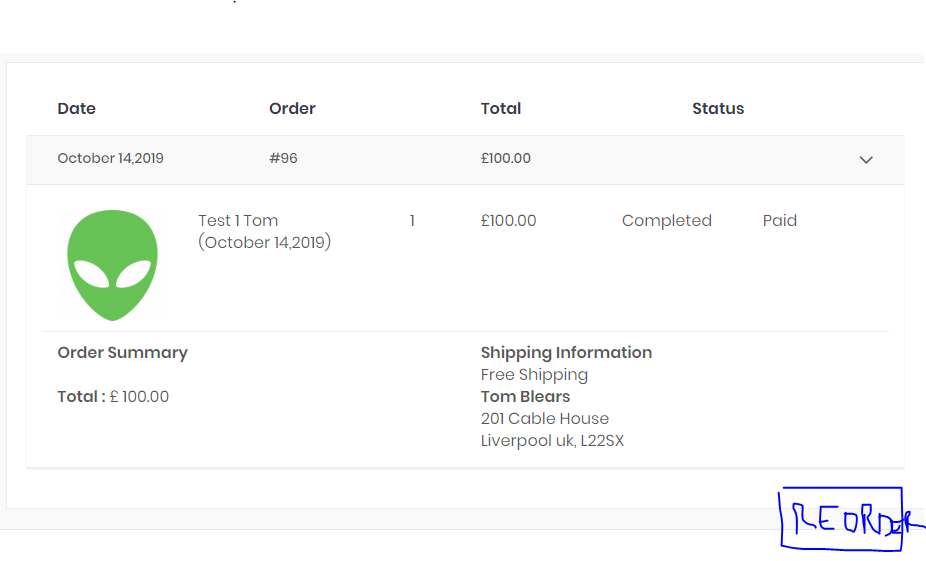 Date Order Total Status
October 14,2019 #96 £100.00
Test 1 Tom 1 £100.00 Completed Paid
(October 14,2019)
Order Summary Shipping Information
Free Shipping
Total : £ 100.00 Tom Blears
201 Cable House
Liverpool uk, L22SX
REORDER